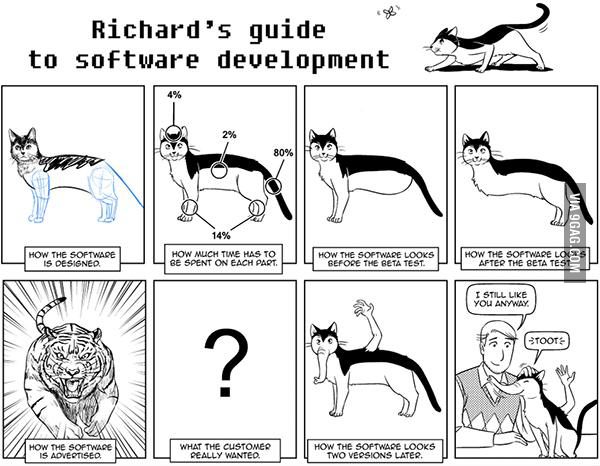 Richard's guide
to software development
4%
2%
80%
14%
HOW THE SOFTWARE
IS DESIGNED.
HOW MUCH TIME HAS TO
BE SPENT ON EACH PART.
HOW THE SOFTWARE LOOKS
BEFORE THE BETA TEST.
HOW THE SOFTWARE LOOKS
AFTER THE BETA TEST.
VIA 9GAG.COM
HOW THE SOFTWARE
IS ADVERTISED.
?
WHAT THE CUSTOMER
REALLY WANTED.
HOW THE SOFTWARE LOOKS
TWO VERSIONS LATER.
I STILL LIKE
YOU ANYWAY.
TOOT